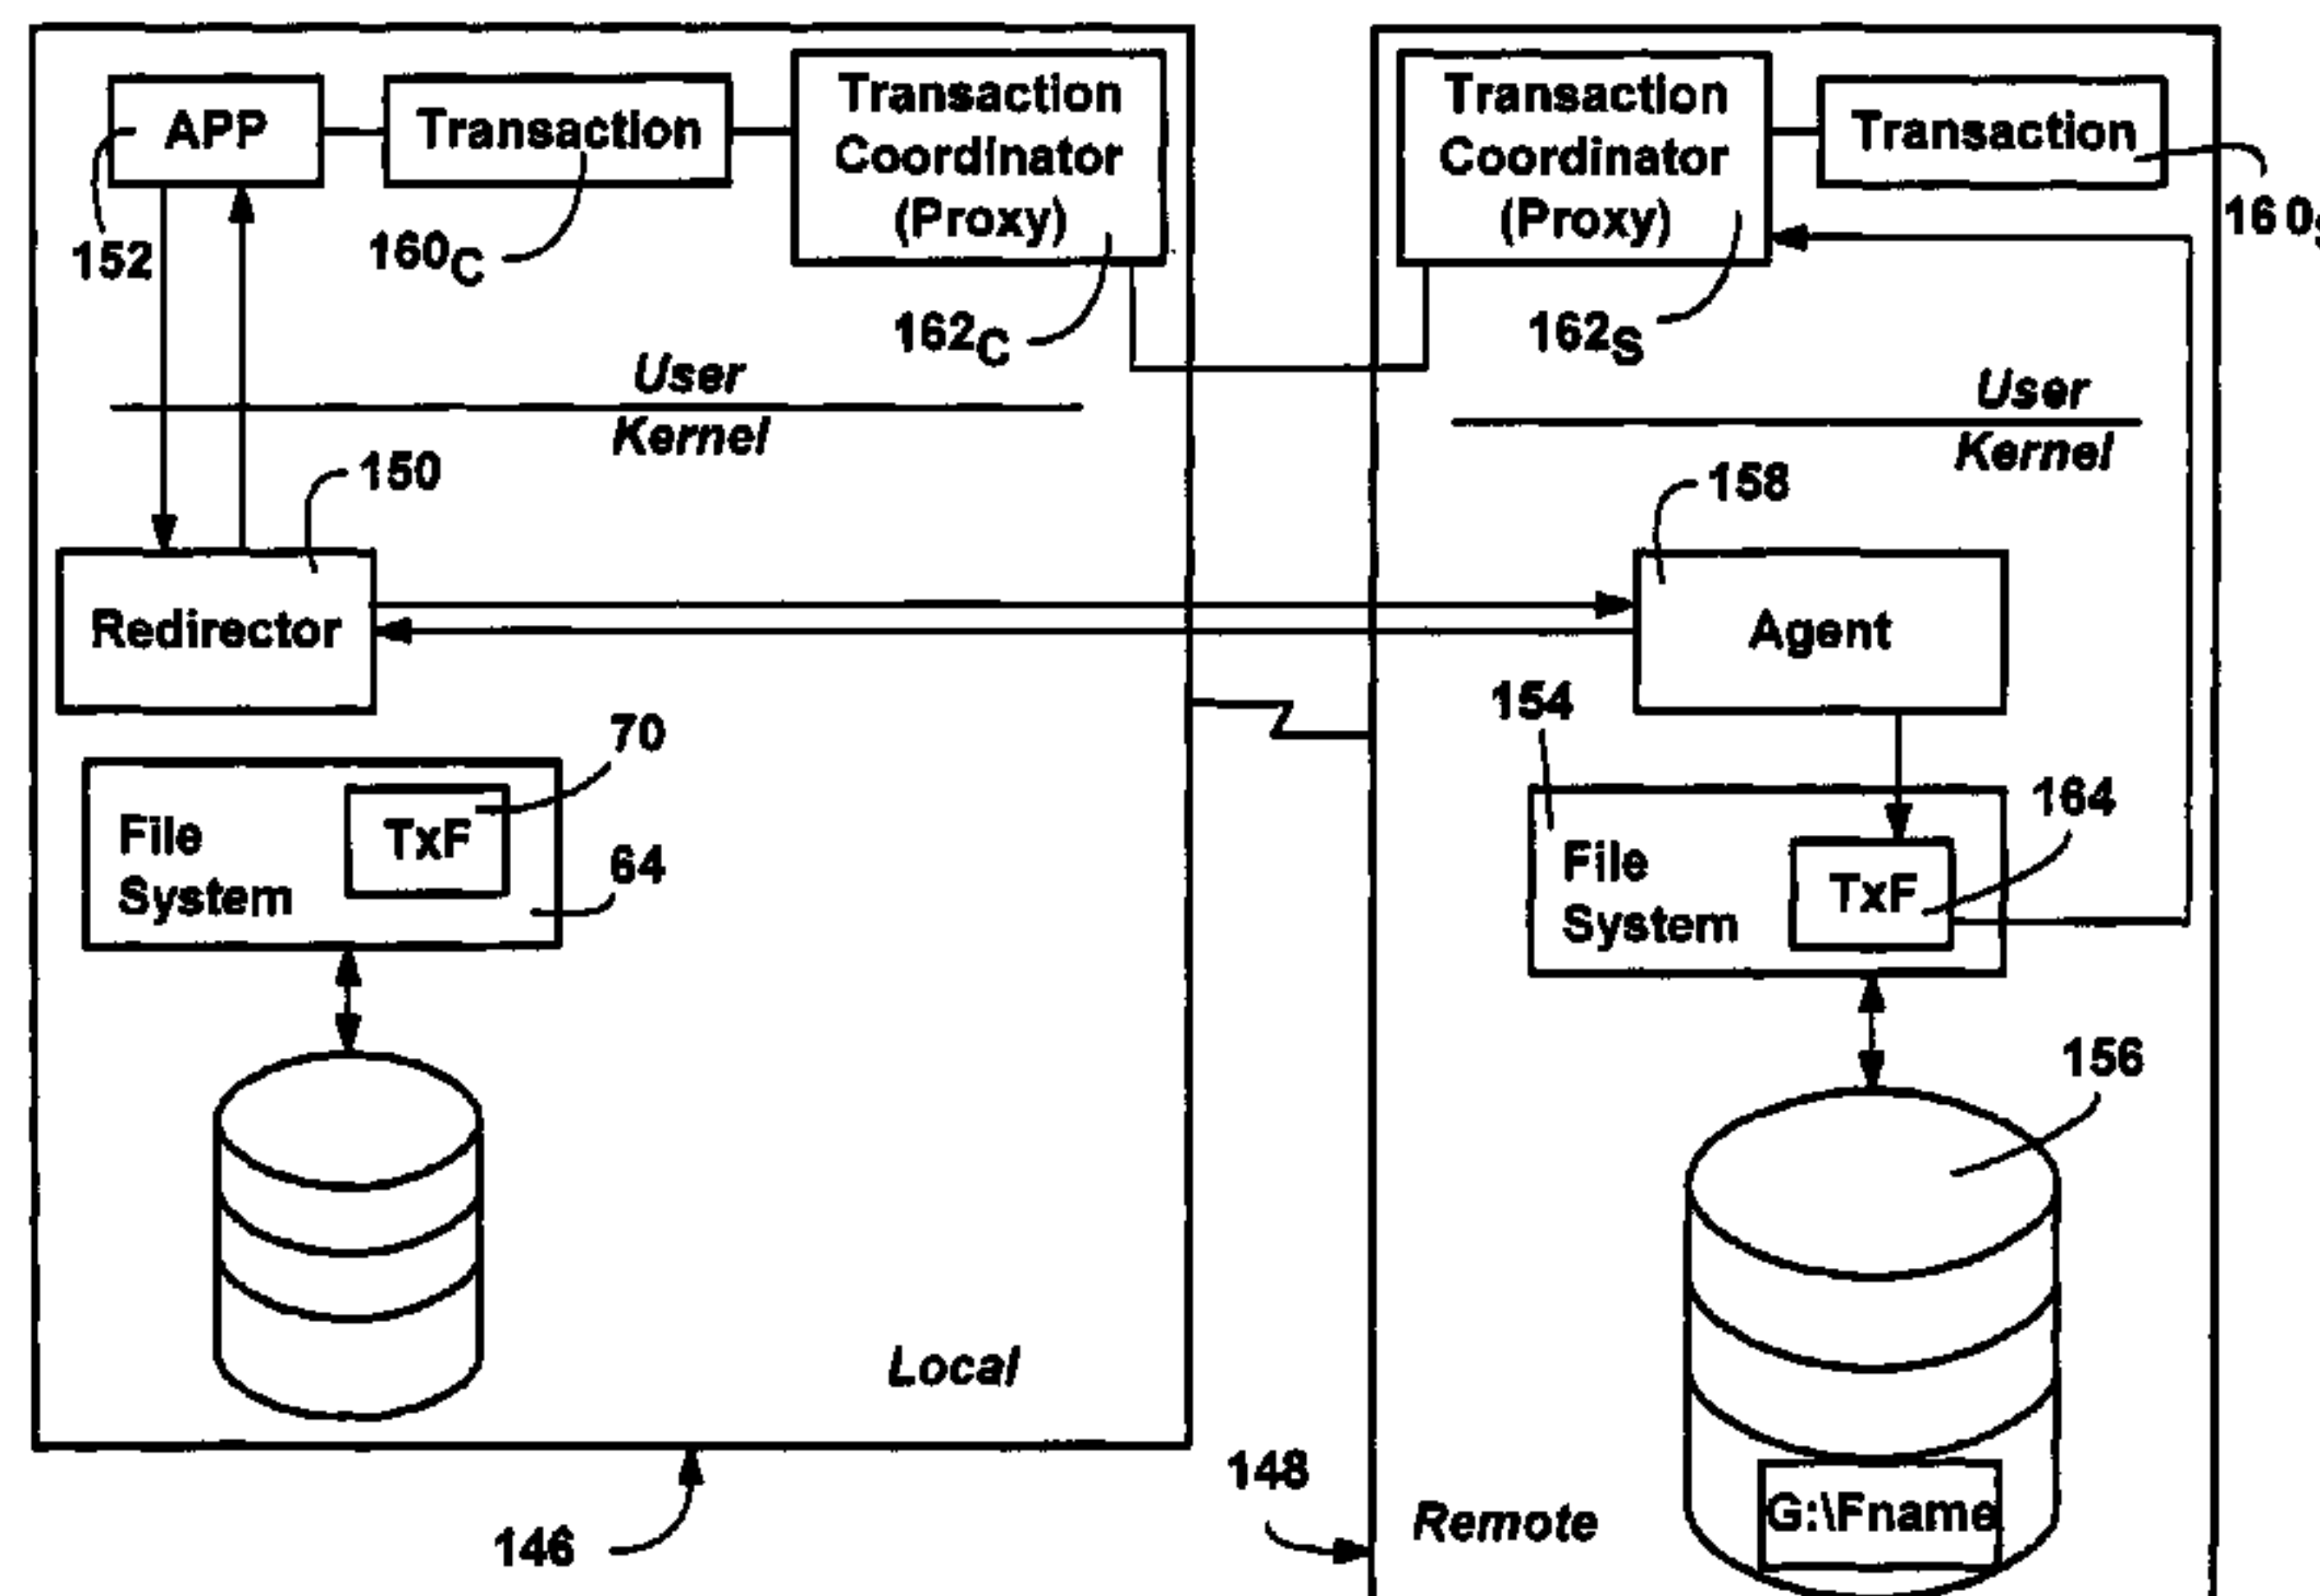 APP
Transaction
Transaction
Coordinator
(Proxy)
152
160C
162C
User
Kernel
150
Redirector
70
TxF
File
System
64
Local
146
Transaction
Coordinator
(Proxy)
Transaction
160S
162S
User
Kernel
158
Agent
154
164
File
System
TxF
156
148
Remote
G:\Fname